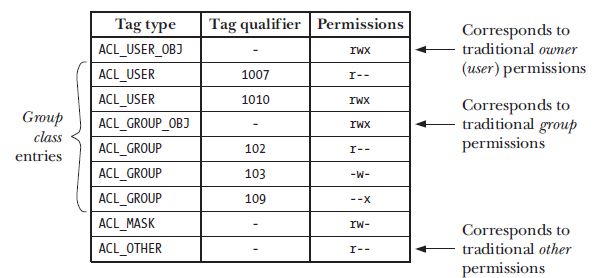 Tag type Tag qualifier Permissions
ACL_USER_OBJ - rwx
ACL_USER 1007 r--
ACL_USER 1010 rwx
ACL_GROUP_OBJ - rwx
ACL_GROUP 102 r--
ACL_GROUP 103 -w-
ACL_GROUP 109 --x
ACL_MASK - rw-
ACL_OTHER - r--
Group
class
entries
Corresponds to
traditional owner
(user) permissions
Corresponds to
traditional group
permissions
Corresponds to
traditional other
permissions